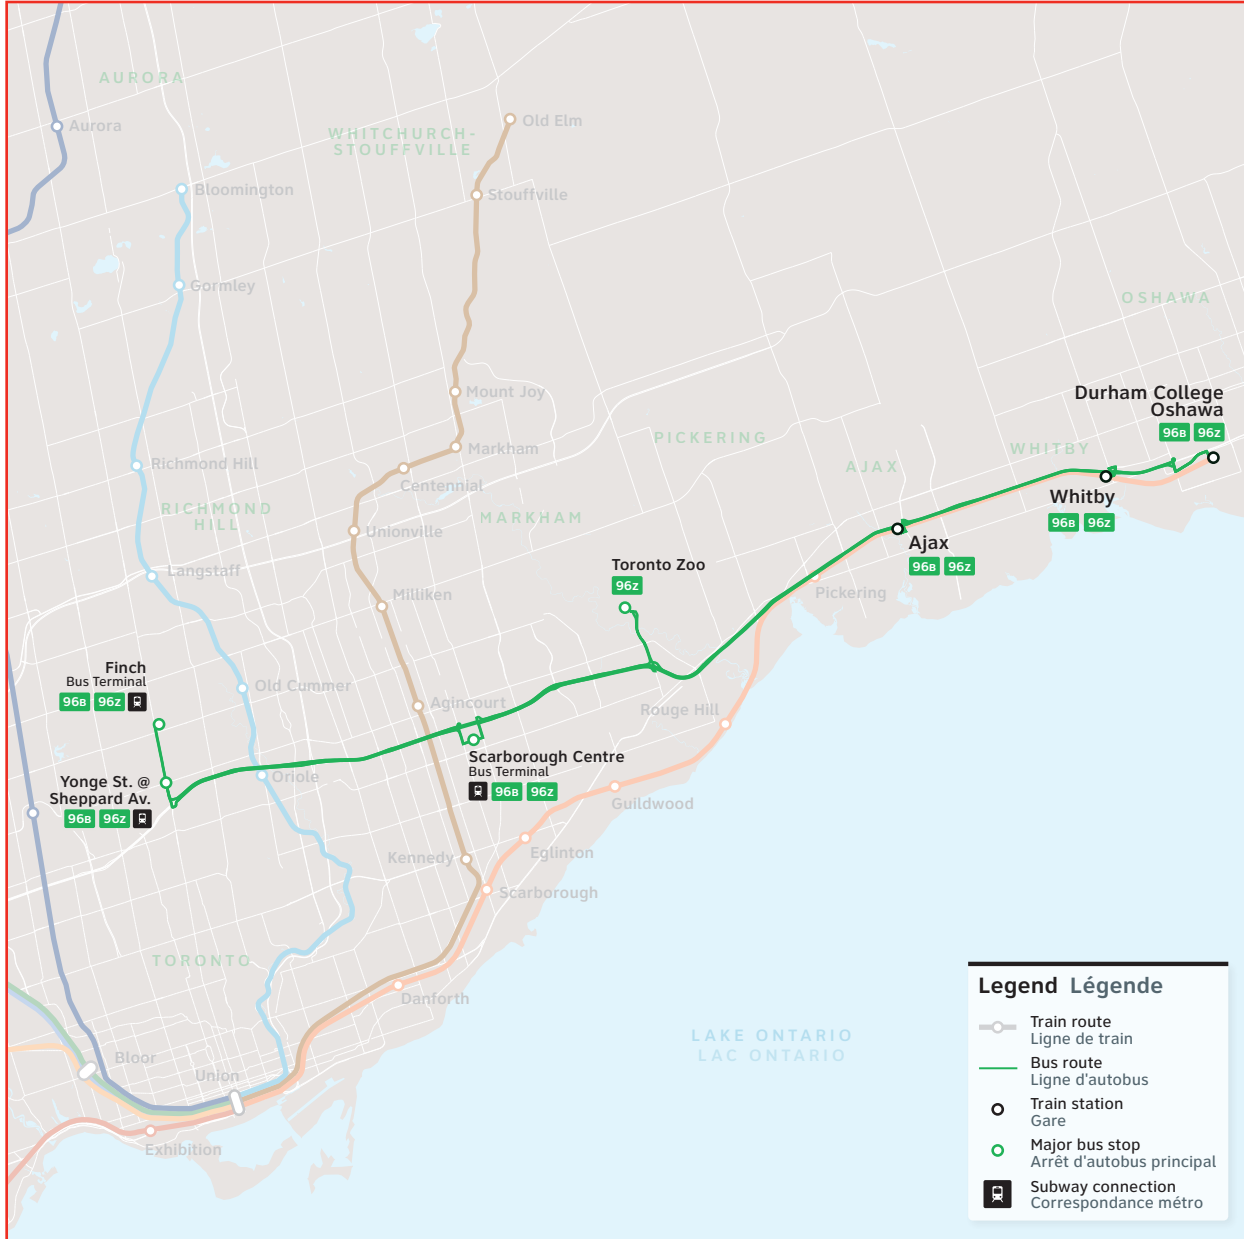 AURORA
Aurora
Old Elm
WHITCHURCH-
STOUFFVILLE
Bloomington
Stouffville
Gormley
OSHAWA
Mount Joy
Durham College
Oshawa
96B 96Z
PICKERING
Markham
WHITBY
Richmond Hill
AJAX
Centennial
Whitby
96B 96Z
RICHMOND
HILL
MARKHAM
Unionville
Ajax
96B 96Z
Toronto Zoo
96Z
Langstaff
Milliken
Pickering
Finch
Bus Terminal
96B 96Z
Old Cummer
Agincourt
Rouge Hill
Scarborough Centre
Bus Terminal
96B 96Z
Yonge St. @
Sheppard Av.
96B 96Z
Oriole
Guildwood
Kennedy
Eglinton
Scarborough
TORONTO
Danforth
LAKE ONTARIO
LAC ONTARIO
Bloor
Union
Exhibition
Legend Légende
Train route
Ligne de train
Bus route
Ligne d'autobus
Train station
Gare
Major bus stop
Arrêt d'autobus principal
Subway connection
Correspondance métro